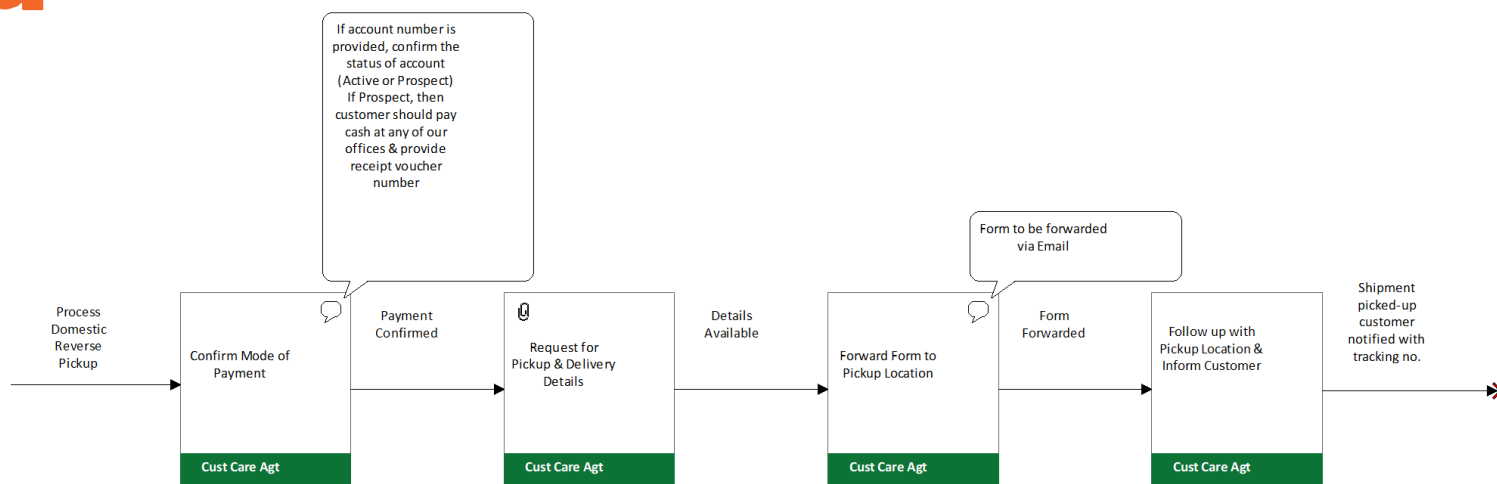 If account number is
provided, confirm the
status of account
(Active or Prospect)
If Prospect, then
customer should pay
cash at any of our
offices & provide
receipt voucher
number
Form to be forwarded
via Email
Process
Domestic
Reverse
Pickup
Confirm Mode of
Payment
Cust Care Agt
Payment
Confirmed
Request for
Pickup & Delivery
Details
Cust Care Agt
Details
Available
Forward Form to
Pickup Location
Cust Care Agt
Form
Forwarded
Follow up with
Pickup Location &
Inform Customer
Cust Care Agt
Shipment
picked-up
customer
notified with
tracking no.